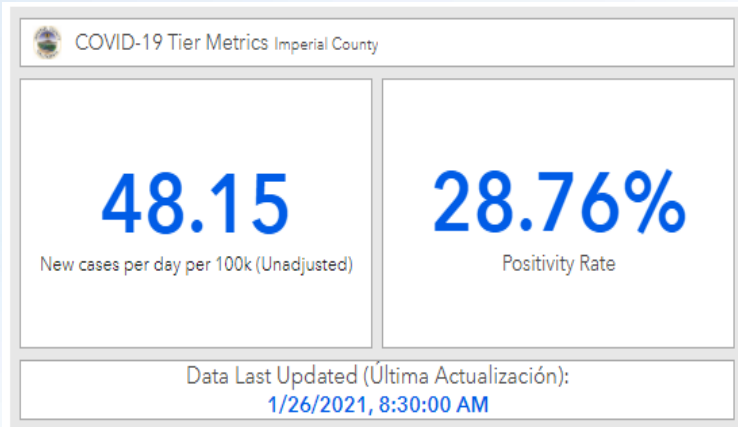 COVID-19 Tier Metrics Imperial County
48.15
New cases per day per 100k (Unadjusted)
28.76%
Positivity Rate
Data Last Updated (Última Actualización):
1/26/2021, 8:30:00 AM